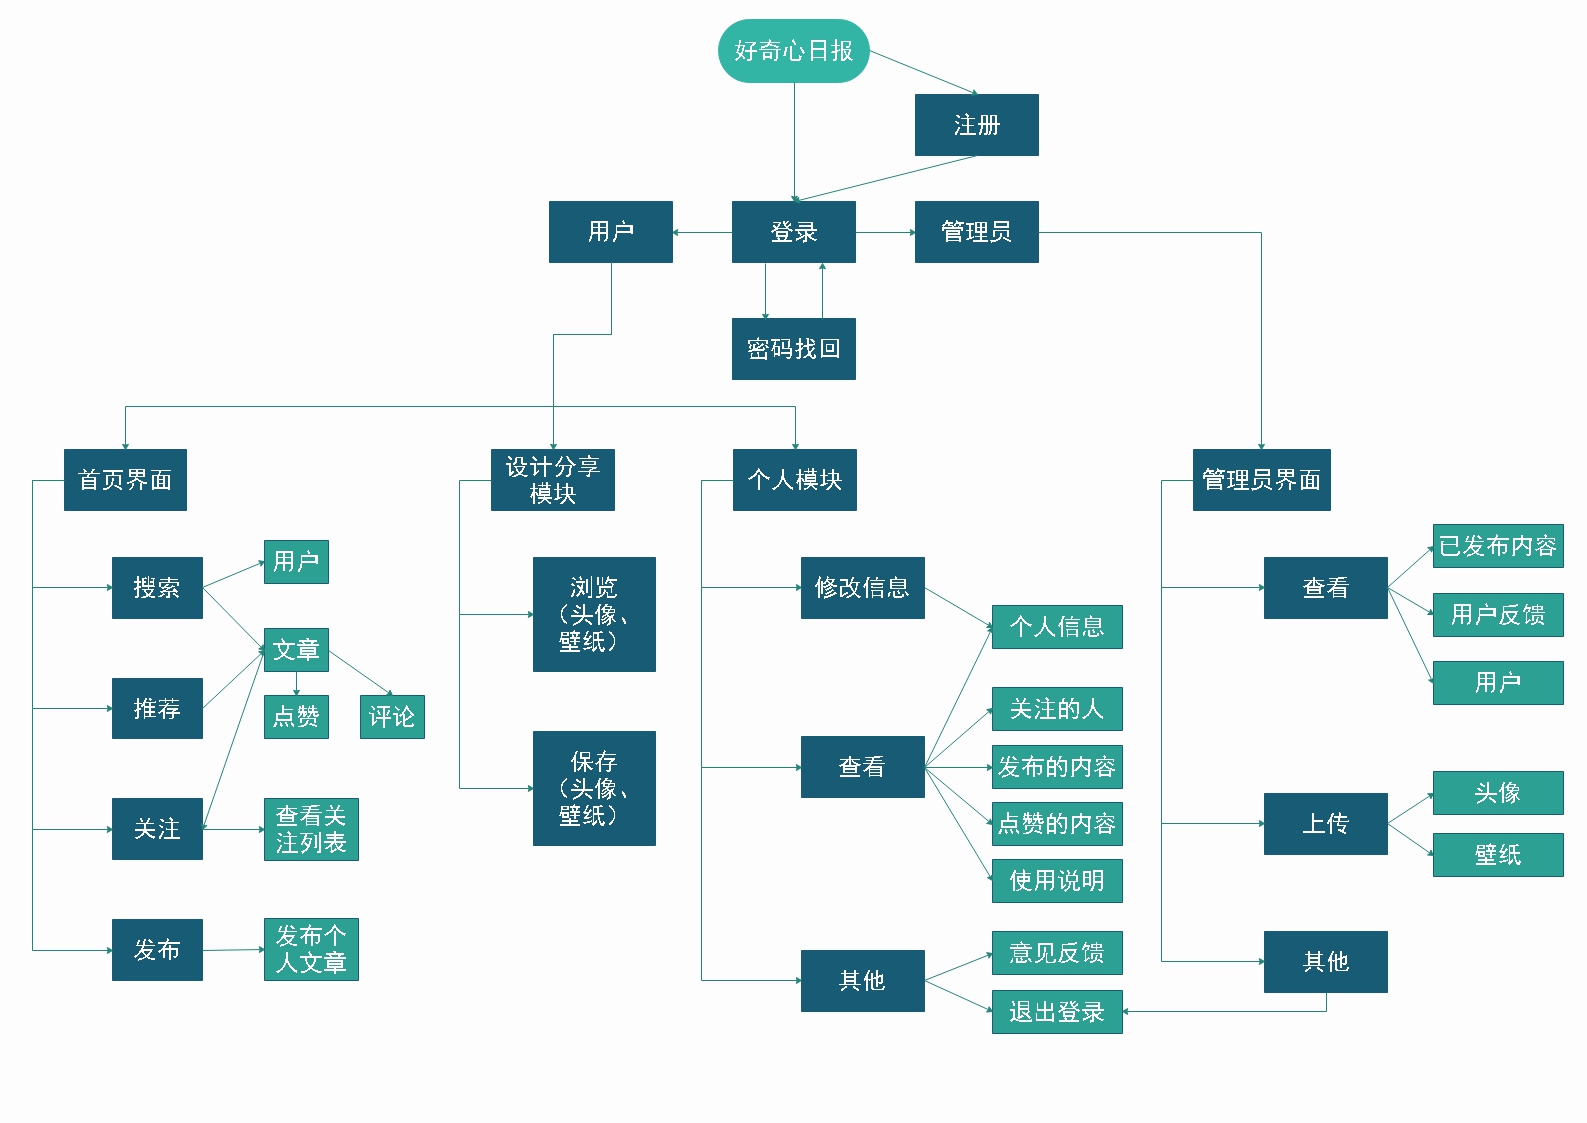 好奇心日报
注册
用户
登录
管理员
密码找回
首页界面
设计分享
模块
个人模块
管理员界面
搜索
用户
文章
推荐
点赞
评论
关注
查看关
注列表
发布
发布个
人文章
浏览
（头像、
壁纸）
保存
（头像、
壁纸）
修改信息
个人信息
查看
关注的人
发布的内容
点赞的内容
使用说明
其他
意见反馈
退出登录
查看
已发布内容
用户反馈
用户
上传
头像
壁纸
其他